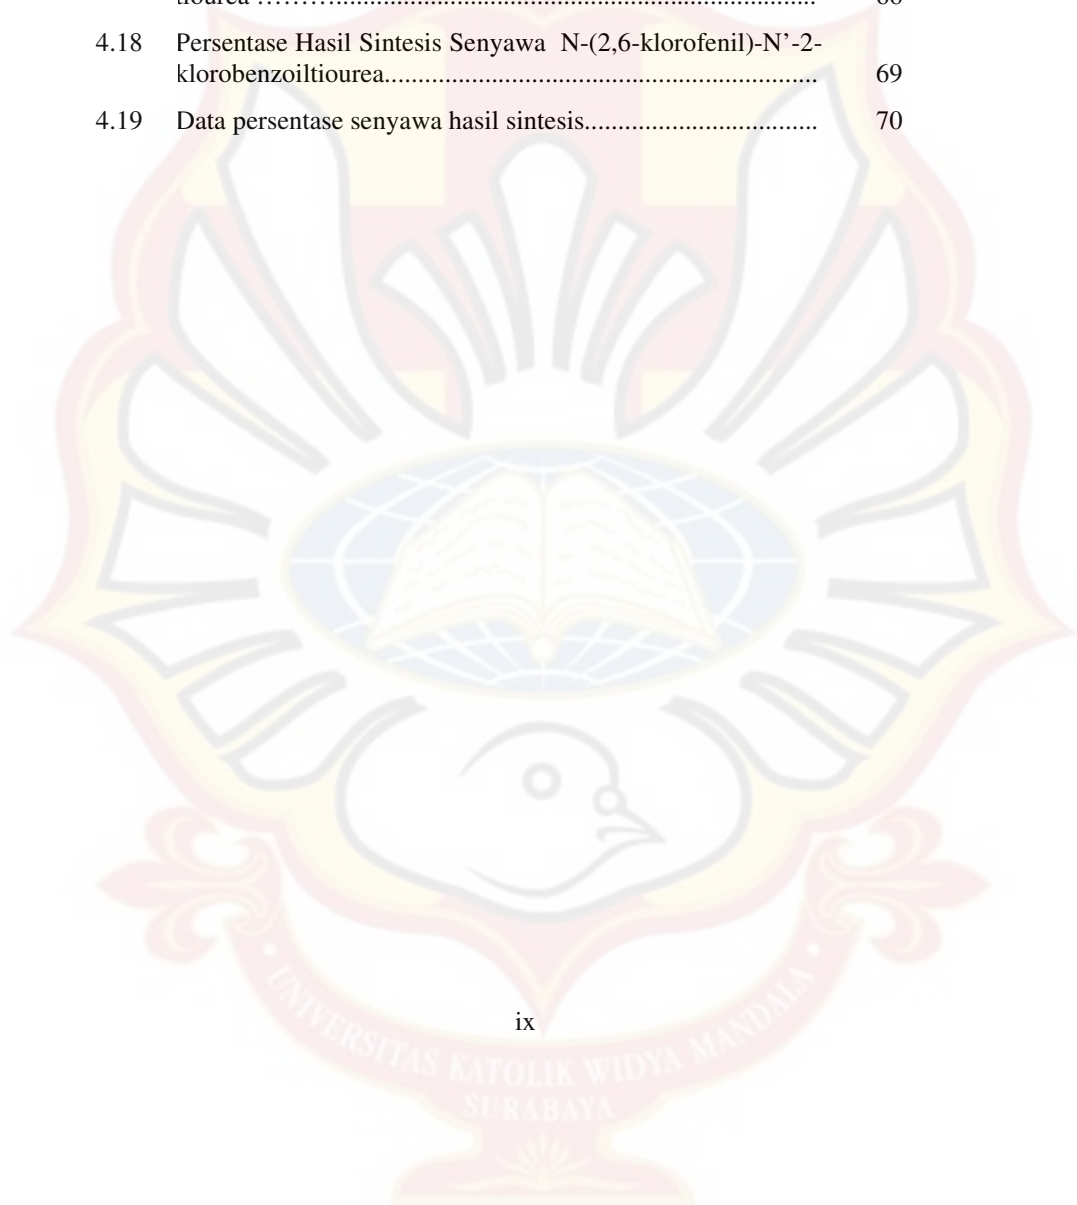 4.18 Persentase Hasil Sintesis Senyawa N-(2,6-klorofenil)-N’-2-
klorobenzoiltiourea................................................................. 69
4.19 Data persentase senyawa hasil sintesis................................... 70
ix
UNIVERSITAS KATOLIK WIDYA MANDALA
SURABAYA